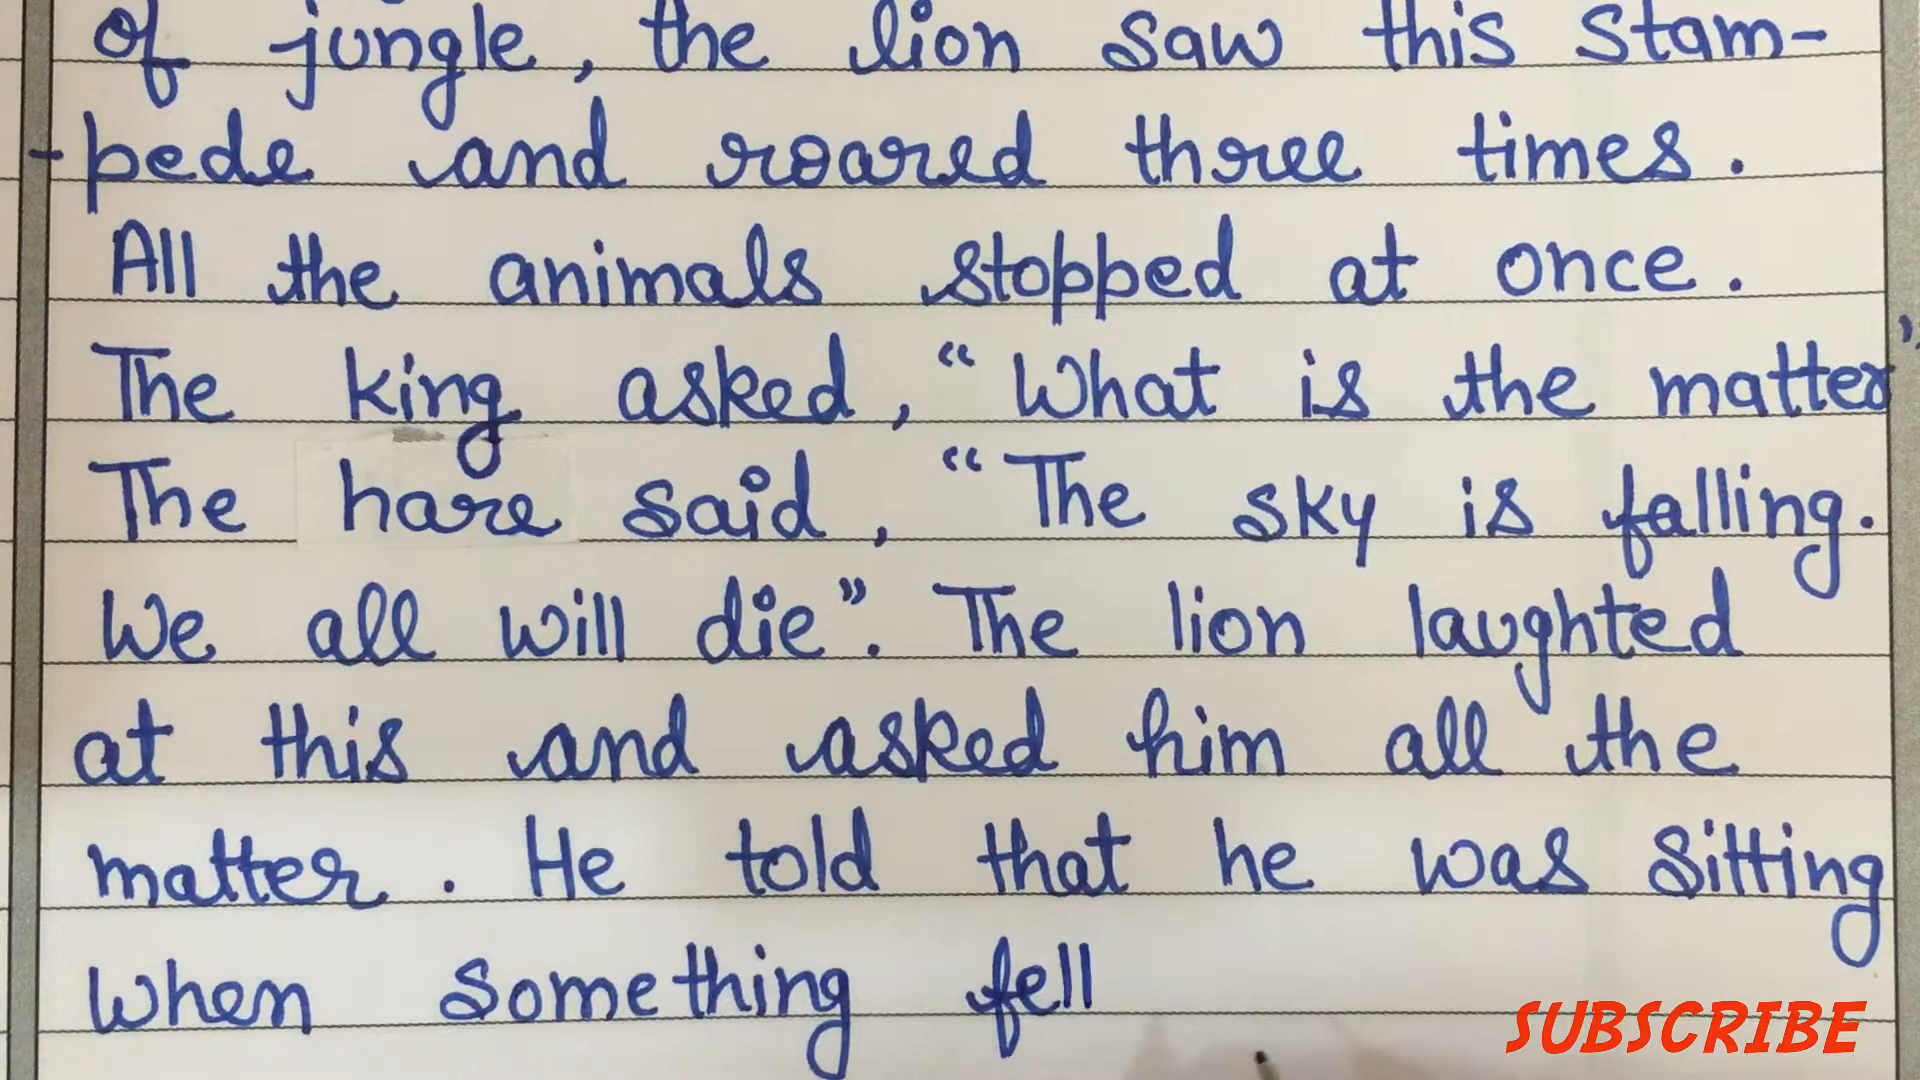 of jungle, the lion saw this stam-
-pede and roared three times.
All the animals stopped at once.
The king asked, “What is the matter”
The hare said, “The sky is falling.
We all will die”. The lion laughted
at this and asked him all the
matter. He told that he was sitting
when something fell
SUBSCRIBE